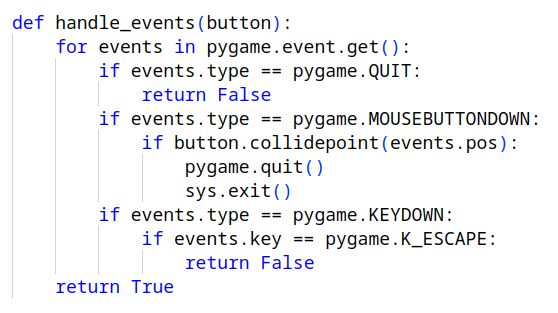 def handle_events(button):
    for events in pygame.event.get():
        if events.type == pygame.QUIT:
            return False
        if events.type == pygame.MOUSEBUTTONDOWN:
            if button.collidepoint(events.pos):
                pygame.quit()
                sys.exit()
        if events.type == pygame.KEYDOWN:
            if events.key == pygame.K_ESCAPE:
                return False
    return True